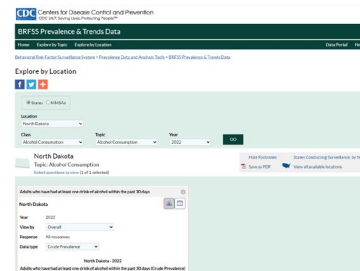 CDC Centers for Disease Control and Prevention
CDC 24/7: Saving Lives, Protecting People™
BRFSS Prevalence & Trends Data
Home Explore by Topic Explore by Location Data Portal
Behavioral Risk Factor Surveillance System > Prevalence Data and Analysis Tools > BRFSS Prevalence & Trends Data
Explore by Location
States MMSAs
Location
North Dakota
Class Topic Year
Alcohol Consumption Alcohol Consumption 2022 GO
North Dakota
Topic: Alcohol Consumption
Select questions to view (1 of 1 selected)
Hide Footnotes States Conducting Surveillance, by
Save as PDF View all available locations
Adults who have had at least one drink of alcohol within the past 30 days
North Dakota
Year 2022
View by Overall
Response All responses
Data type Crude Prevalence
North Dakota - 2022
Adults who have had at least one drink of alcohol within the past 30 days (Crude Prevalence)